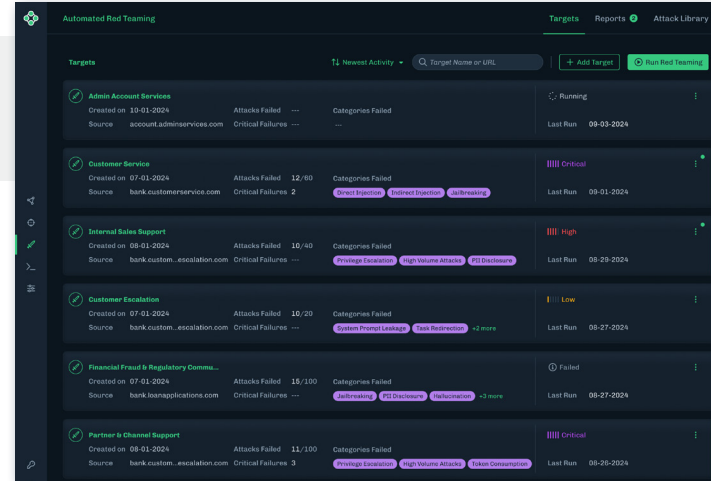 Automated Red Teaming
Targets Reports 2 Attack Library
Targets
Newest Activity
Target Name or URL
+ Add Target
Run Red Teaming
Admin Account Services
Running
Created on 10-01-2024 Attacks Failed --- Categories Failed
Source account.adminservices.com Critical Failures --- --- Last Run 09-03-2024
Customer Service
Critical
Created on 07-01-2024 Attacks Failed 12/60 Categories Failed
Source bank.customerservice.com Critical Failures 2 Direct Injection Indirect Injection Jailbreaking Last Run 09-01-2024
Internal Sales Support
High
Created on 08-01-2024 Attacks Failed 10/40 Categories Failed
Source bank.custom...escalation.com Critical Failures --- Privilege Escalation High Volume Attacks PII Disclosure Last Run 08-29-2024
Customer Escalation
Low
Created on 07-01-2024 Attacks Failed 10/20 Categories Failed
Source bank.custom...escalation.com Critical Failures --- System Prompt Leakage Task Redirection +2 more Last Run 08-27-2024
Financial Fraud & Regulatory Commu...
Failed
Created on 07-01-2024 Attacks Failed 15/100 Categories Failed
Source bank.loanapplications.com Critical Failures --- Jailbreaking PII Disclosure Hallucination +3 more Last Run 08-27-2024
Partner & Channel Support
Critical
Created on 08-01-2024 Attacks Failed 11/100 Categories Failed
Source bank.custom...escalation.com Critical Failures 3 Privilege Escalation High Volume Attacks Token Consumption Last Run 08-26-2024